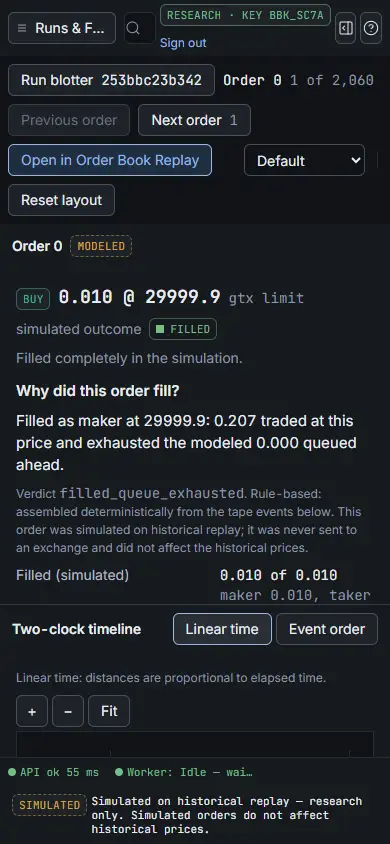 RESEARCH · KEY BBK_SC7A
≡ Runs & F...
Sign out
Run blotter 253bbc23b342 Order 0 1 of 2,060
Previous order Next order 1
Open in Order Book Replay Default
Reset layout
Order 0 MODELED
BUY 0.010 @ 29999.9 gtx limit
simulated outcome FILLED
Filled completely in the simulation.
Why did this order fill?
Filled as maker at 29999.9: 0.207 traded at this
price and exhausted the modeled 0.000 queued
ahead.
Verdict filled_queue_exhausted. Rule-based:
assembled deterministically from the tape events below. This
order was simulated on historical replay; it was never sent to
an exchange and did not affect the historical prices.
Filled (simulated) 0.010 of 0.010
maker 0.010, taker
Two-clock timeline Linear time Event order
Linear time: distances are proportional to elapsed time.
+ − Fit
API ok 55 ms Worker: Idle — wai…
SIMULATED Simulated on historical replay — research
only. Simulated orders do not affect
historical prices.